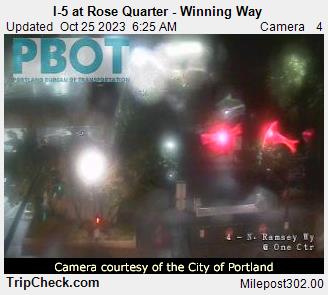 I-5 at Rose Quarter - Winning Way
Updated Oct 25 2023 6:25 AM Camera 4
PBOT
PORTLAND BUREAU OF TRANSPORTATION
4 - N. Ramsey Wy
@ One Ctr
Camera courtesy of the City of Portland
TripCheck.com Milepost302.00